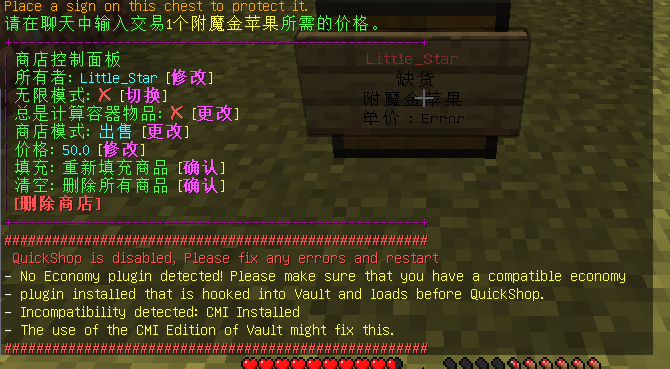 Place a sign on this chest to protect it.
请在聊天中输入交易1个附魔金苹果所需的价格。
商店控制面板
所有者: Little_Star [修改]
无限模式: ✗ [切换]
总是计算容器物品: ✗ [更改]
商店模式: 出售 [更改]
价格: 50.0 [修改]
填充: 重新填充商品 [确认]
清空: 删除所有商品 [确认]
[删除商店]
#####################################################
QuickShop is disabled, Please fix any errors and restart
- No Economy plugin detected! Please make sure that you have a compatible economy
- plugin installed that is hooked into Vault and loads before QuickShop.
- Incompatibility detected: CMI Installed
- The use of the CMI Edition of Vault might fix this.
#####################################################
Little_Star
缺货
附魔金苹果
单价：Error